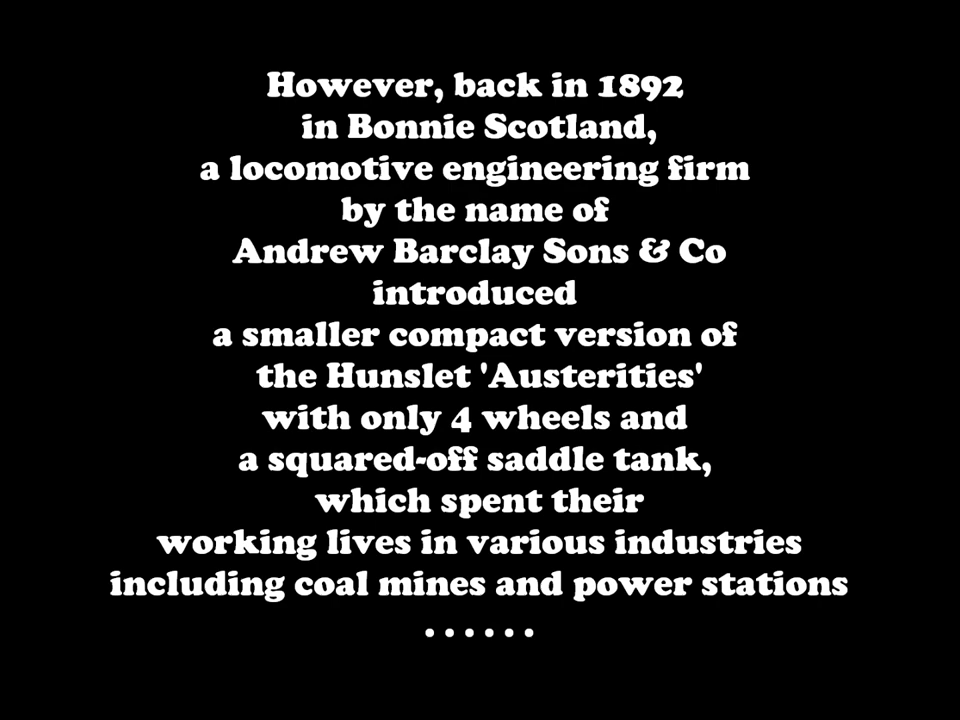 However, back in 1892
in Bonnie Scotland,
a locomotive engineering firm
by the name of
Andrew Barclay Sons & Co
introduced
a smaller compact version of
the Hunslet 'Austerities'
with only 4 wheels and
a squared-off saddle tank,
which spent their
working lives in various industries
including coal mines and power stations
. . . . . .